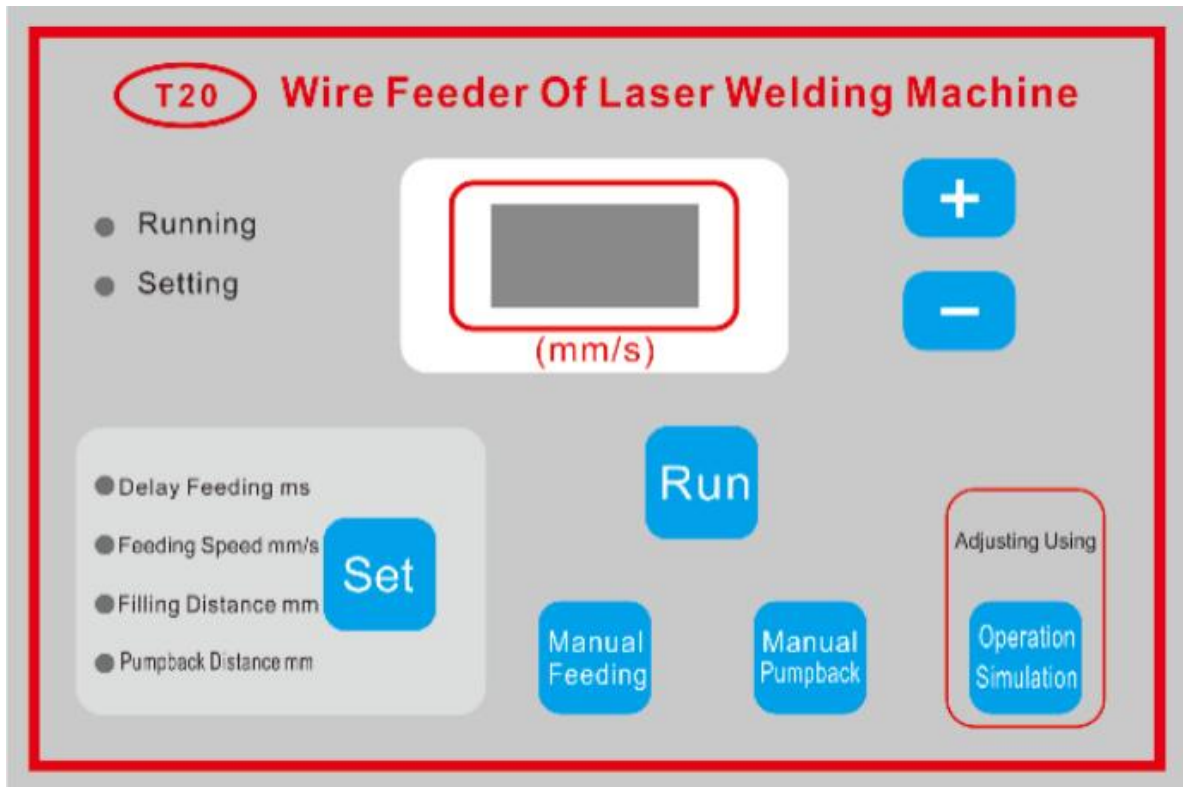 T20 Wire Feeder Of Laser Welding Machine
Running
Setting
(mm/s)
+
−
Delay Feeding ms
Feeding Speed mm/s
Filling Distance mm
Pumpback Distance mm
Set
Run
Manual
Feeding
Manual
Pumpback
Adjusting Using
Operation
Simulation